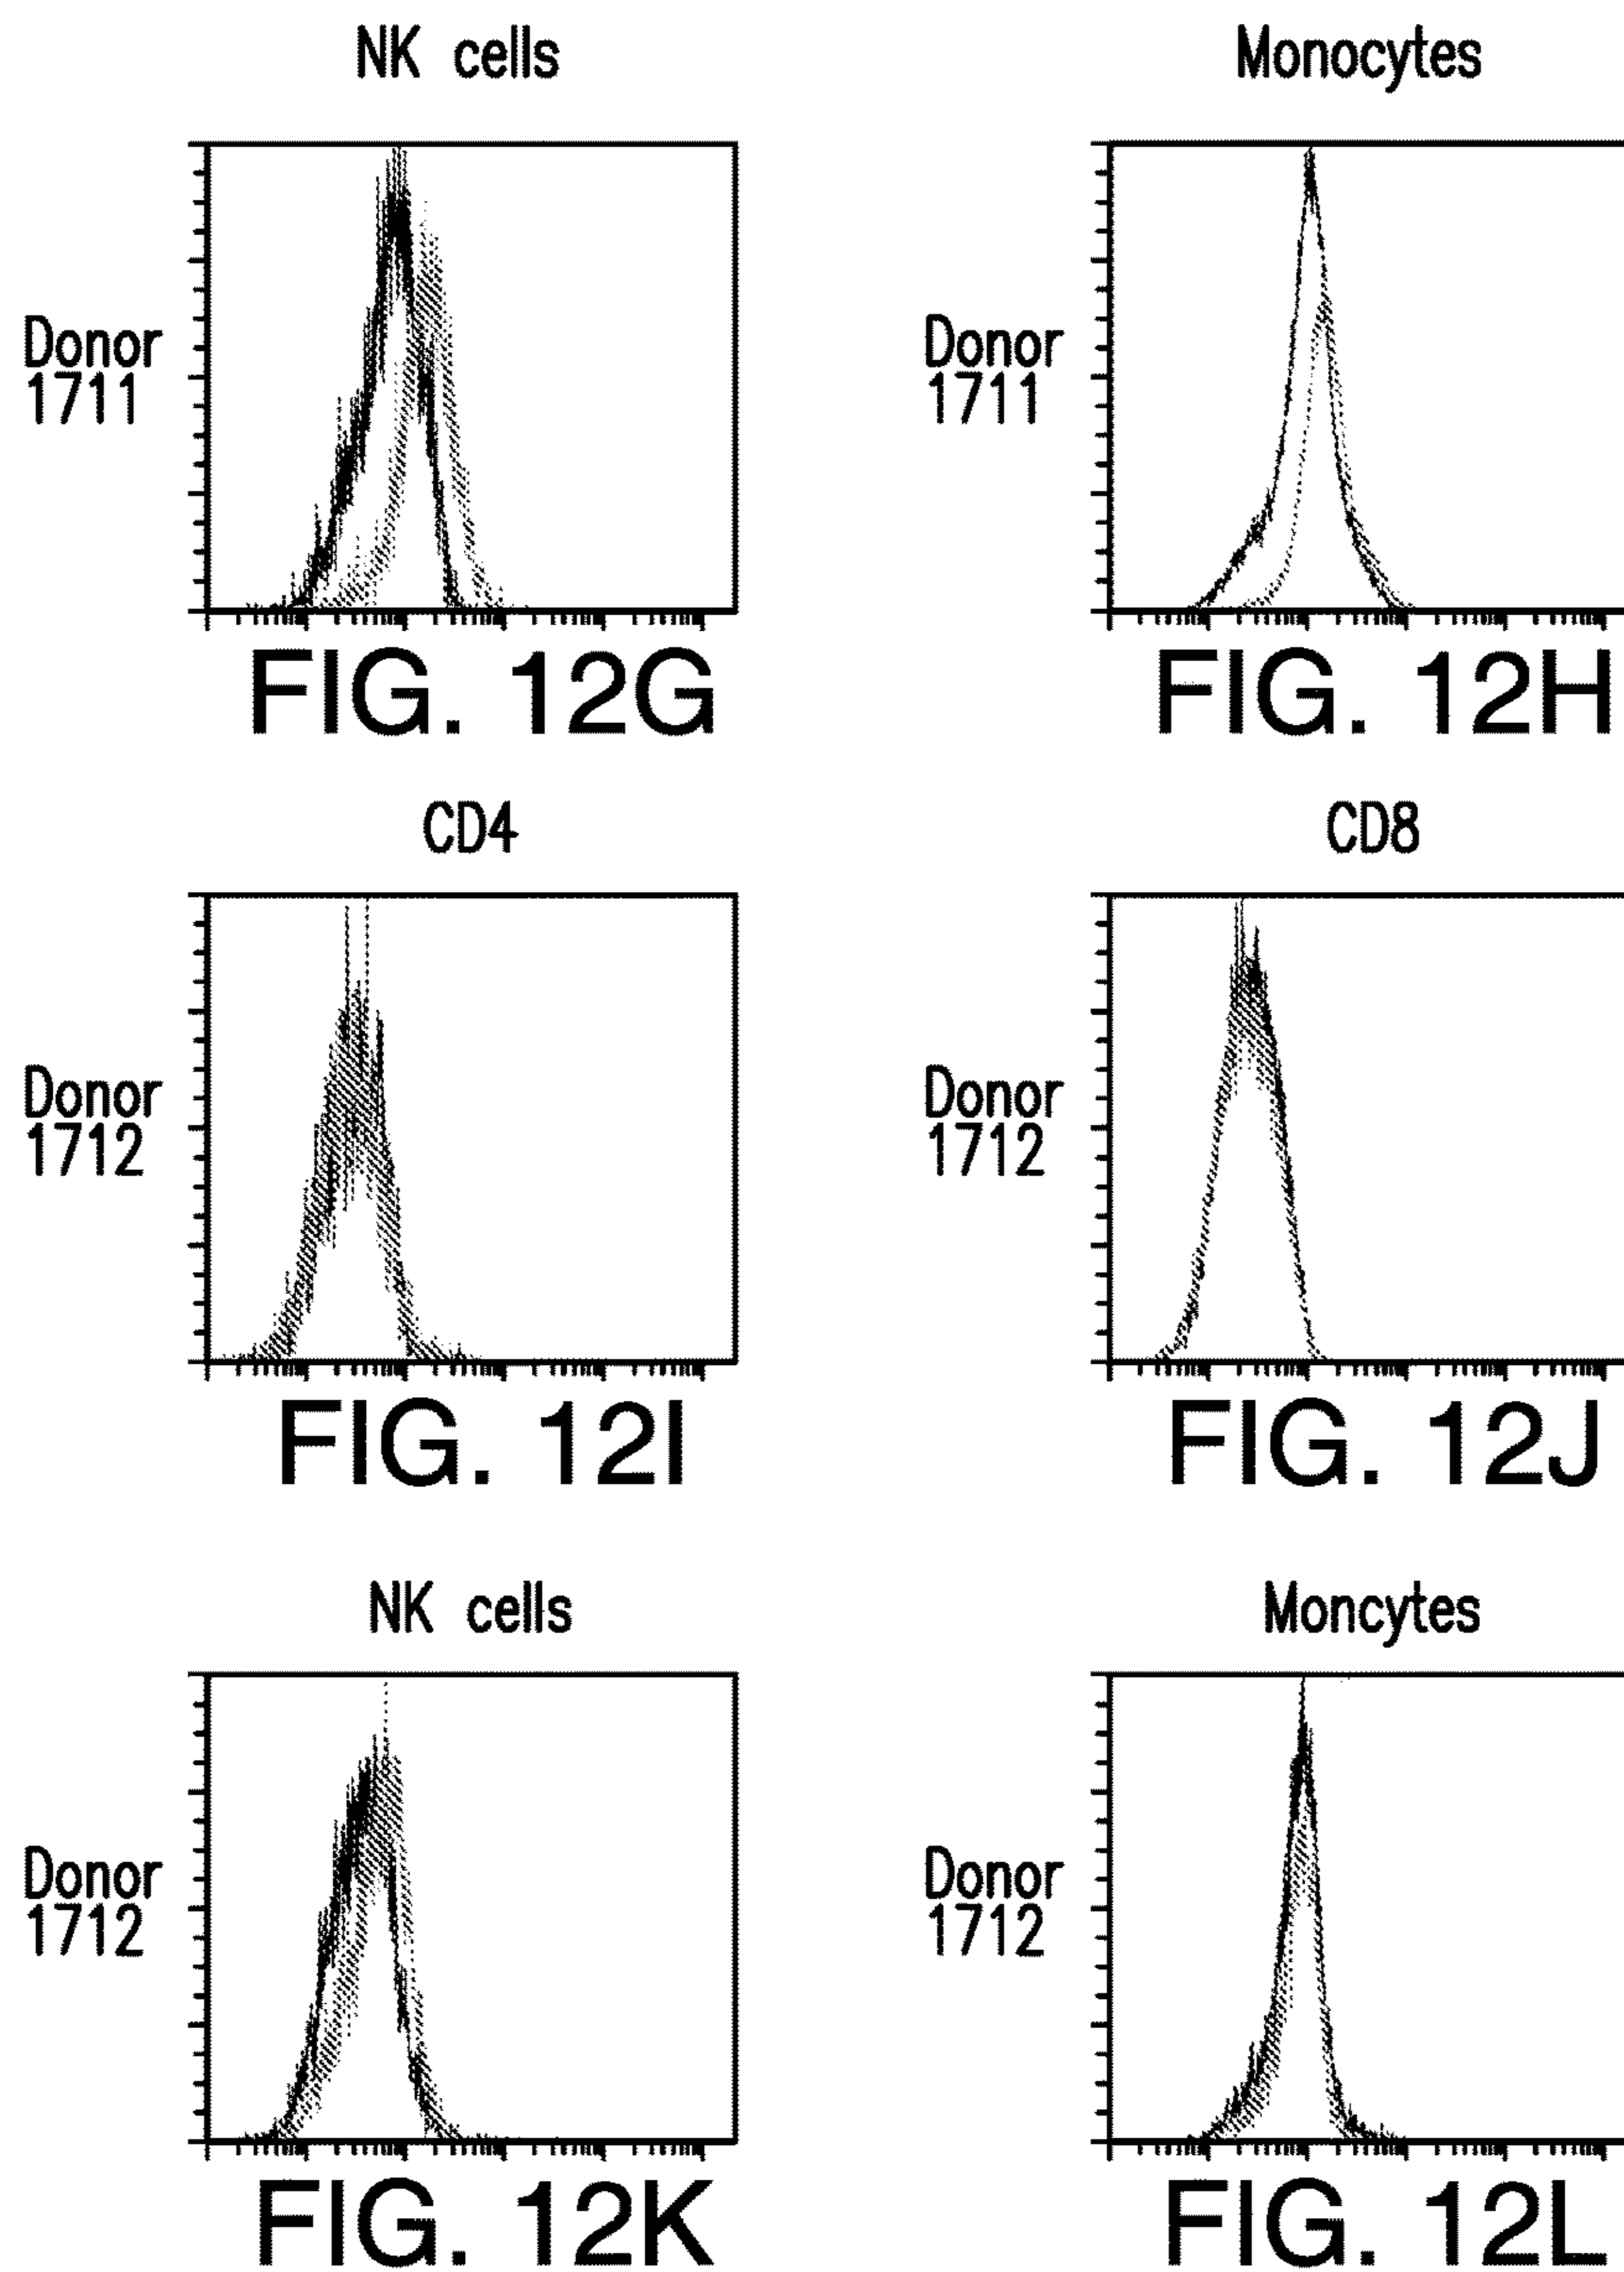 NK cells
Monocytes
Donor
1711
Donor
1711
FIG. 12G
FIG. 12H
CD4
CD8
Donor
1712
Donor
1712
FIG. 12I
FIG. 12J
NK cells
Moncytes
Donor
1712
Donor
1712
FIG. 12K
FIG. 12L